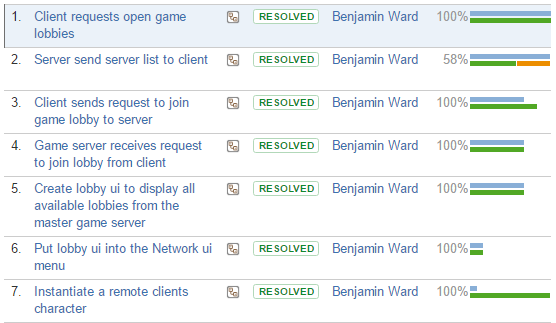 1. Client requests open game RESOLVED Benjamin Ward 100%
lobbies
2. Server send server list to client RESOLVED Benjamin Ward 58%
3. Client sends request to join RESOLVED Benjamin Ward 100%
game lobby to server
4. Game server receives request RESOLVED Benjamin Ward 100%
to join lobby from client
5. Create lobby ui to display all RESOLVED Benjamin Ward 100%
available lobbies from the
master game server
6. Put lobby ui into the Network ui RESOLVED Benjamin Ward 100%
menu
7. Instantiate a remote clients RESOLVED Benjamin Ward 100%
character